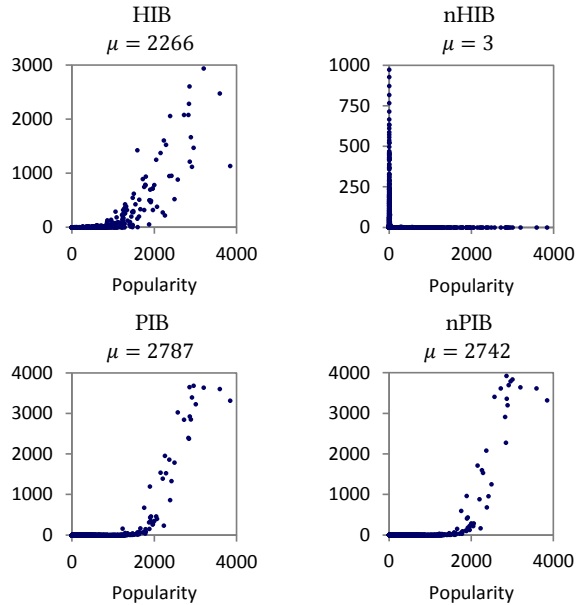 HIB
μ = 2266
3000
2000
1000
0
0 2000 4000
Popularity
nHIB
μ = 3
1000
750
500
250
0
0 2000 4000
Popularity
PIB
μ = 2787
4000
3000
2000
1000
0
0 2000 4000
Popularity
nPIB
μ = 2742
4000
3000
2000
1000
0
0 2000 4000
Popularity